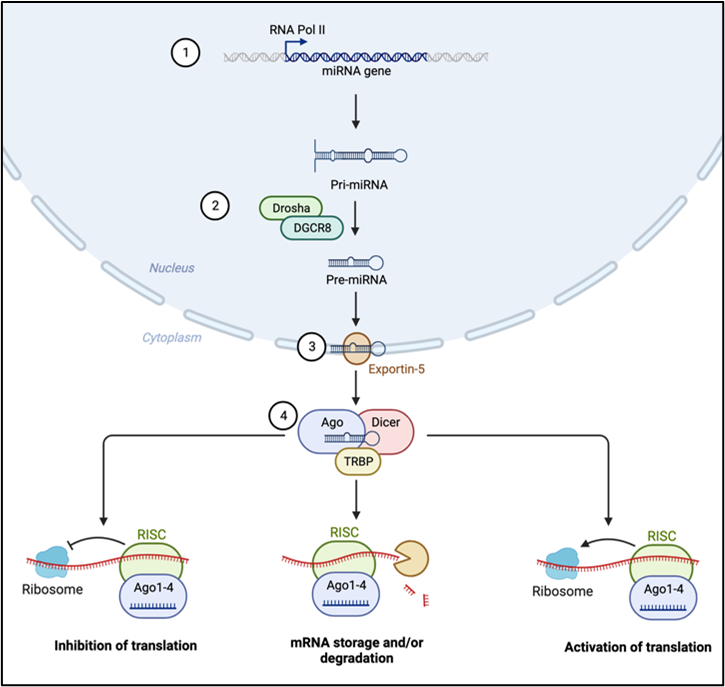 RNA Pol II
1
miRNA gene
Pri-miRNA
2
Drosha
DGCR8
Nucleus
Pre-miRNA
Cytoplasm
3
Exportin-5
4
Ago
Dicer
TRBP
RISC
Ribosome
Ago1-4
Inhibition of translation
RISC
Ago1-4
mRNA storage and/or
degradation
RISC
Ribosome
Ago1-4
Activation of translation